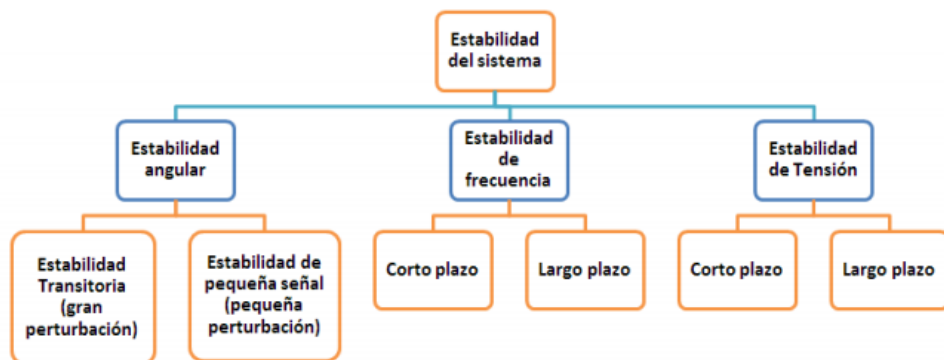 Estabilidad
del sistema
Estabilidad
angular
Estabilidad
de
frecuencia
Estabilidad
de Tensión
Estabilidad
Transitoria
(gran
perturbación)
Estabilidad de
pequeña señal
(pequeña
perturbación)
Corto plazo
Largo plazo
Corto plazo
Largo plazo